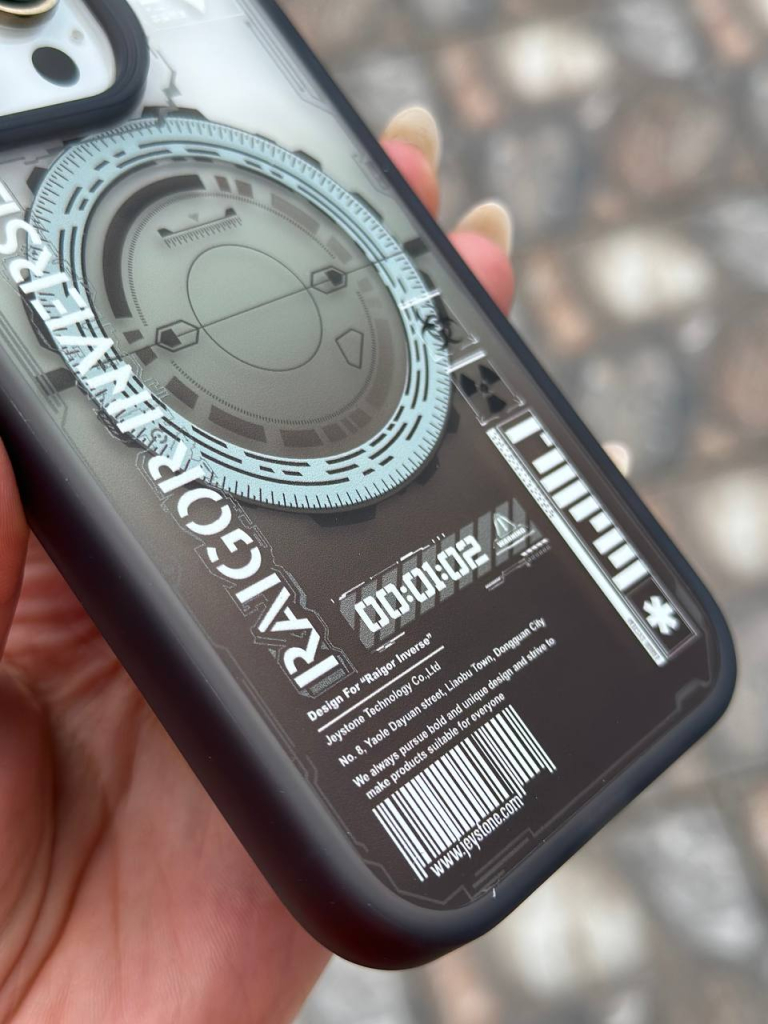 RAIGOR INVERSE
00:01:02
Design For "Raigor Inverse"
Jeystone Technology Co.,Ltd
No. 8, Yaole Dayuan street, Liaobu Town, Dongguan City
We always pursue bold and unique design and skive to
make products suitable for everyone
www.jeystone.com